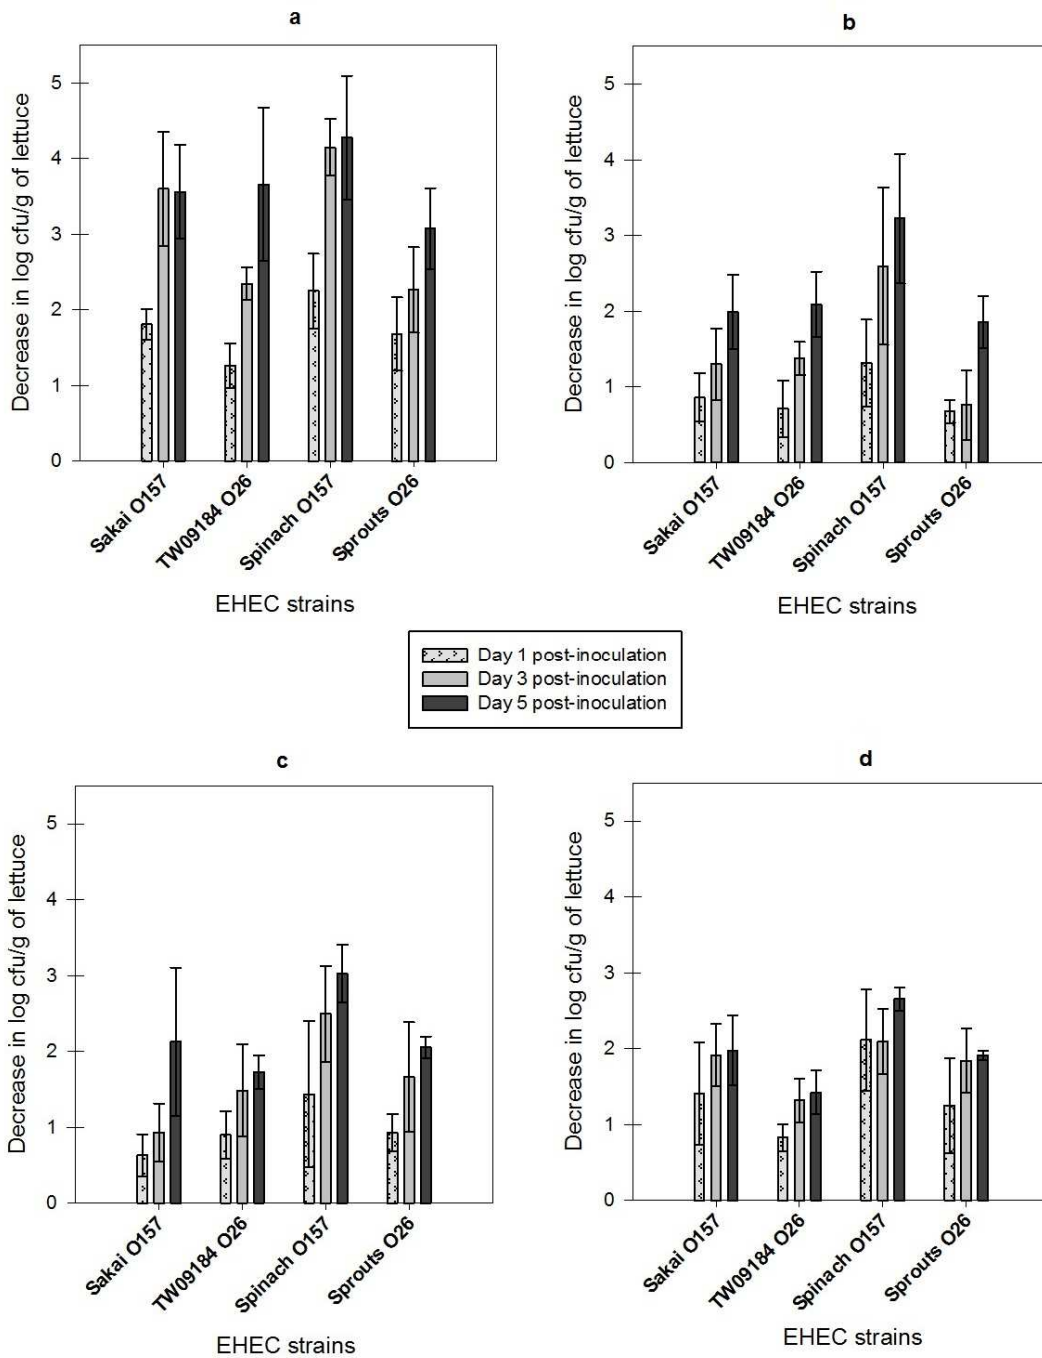 a
Decrease in log cfu/g of lettuce
5
4
3
2
1
0
Sakai O157
TW09184 O26
Spinach O157
Sprouts O26
EHEC strains
b
Decrease in log cfu/g of lettuce
5
4
3
2
1
0
Sakai O157
TW09184 O26
Spinach O157
Sprouts O26
EHEC strains
Day 1 post-inoculation
Day 3 post-inoculation
Day 5 post-inoculation
c
Decrease in log cfu/g of lettuce
5
4
3
2
1
0
Sakai O157
TW09184 O26
Spinach O157
Sprouts O26
EHEC strains
d
Decrease in log cfu/g of lettuce
5
4
3
2
1
0
Sakai O157
TW09184 O26
Spinach O157
Sprouts O26
EHEC strains